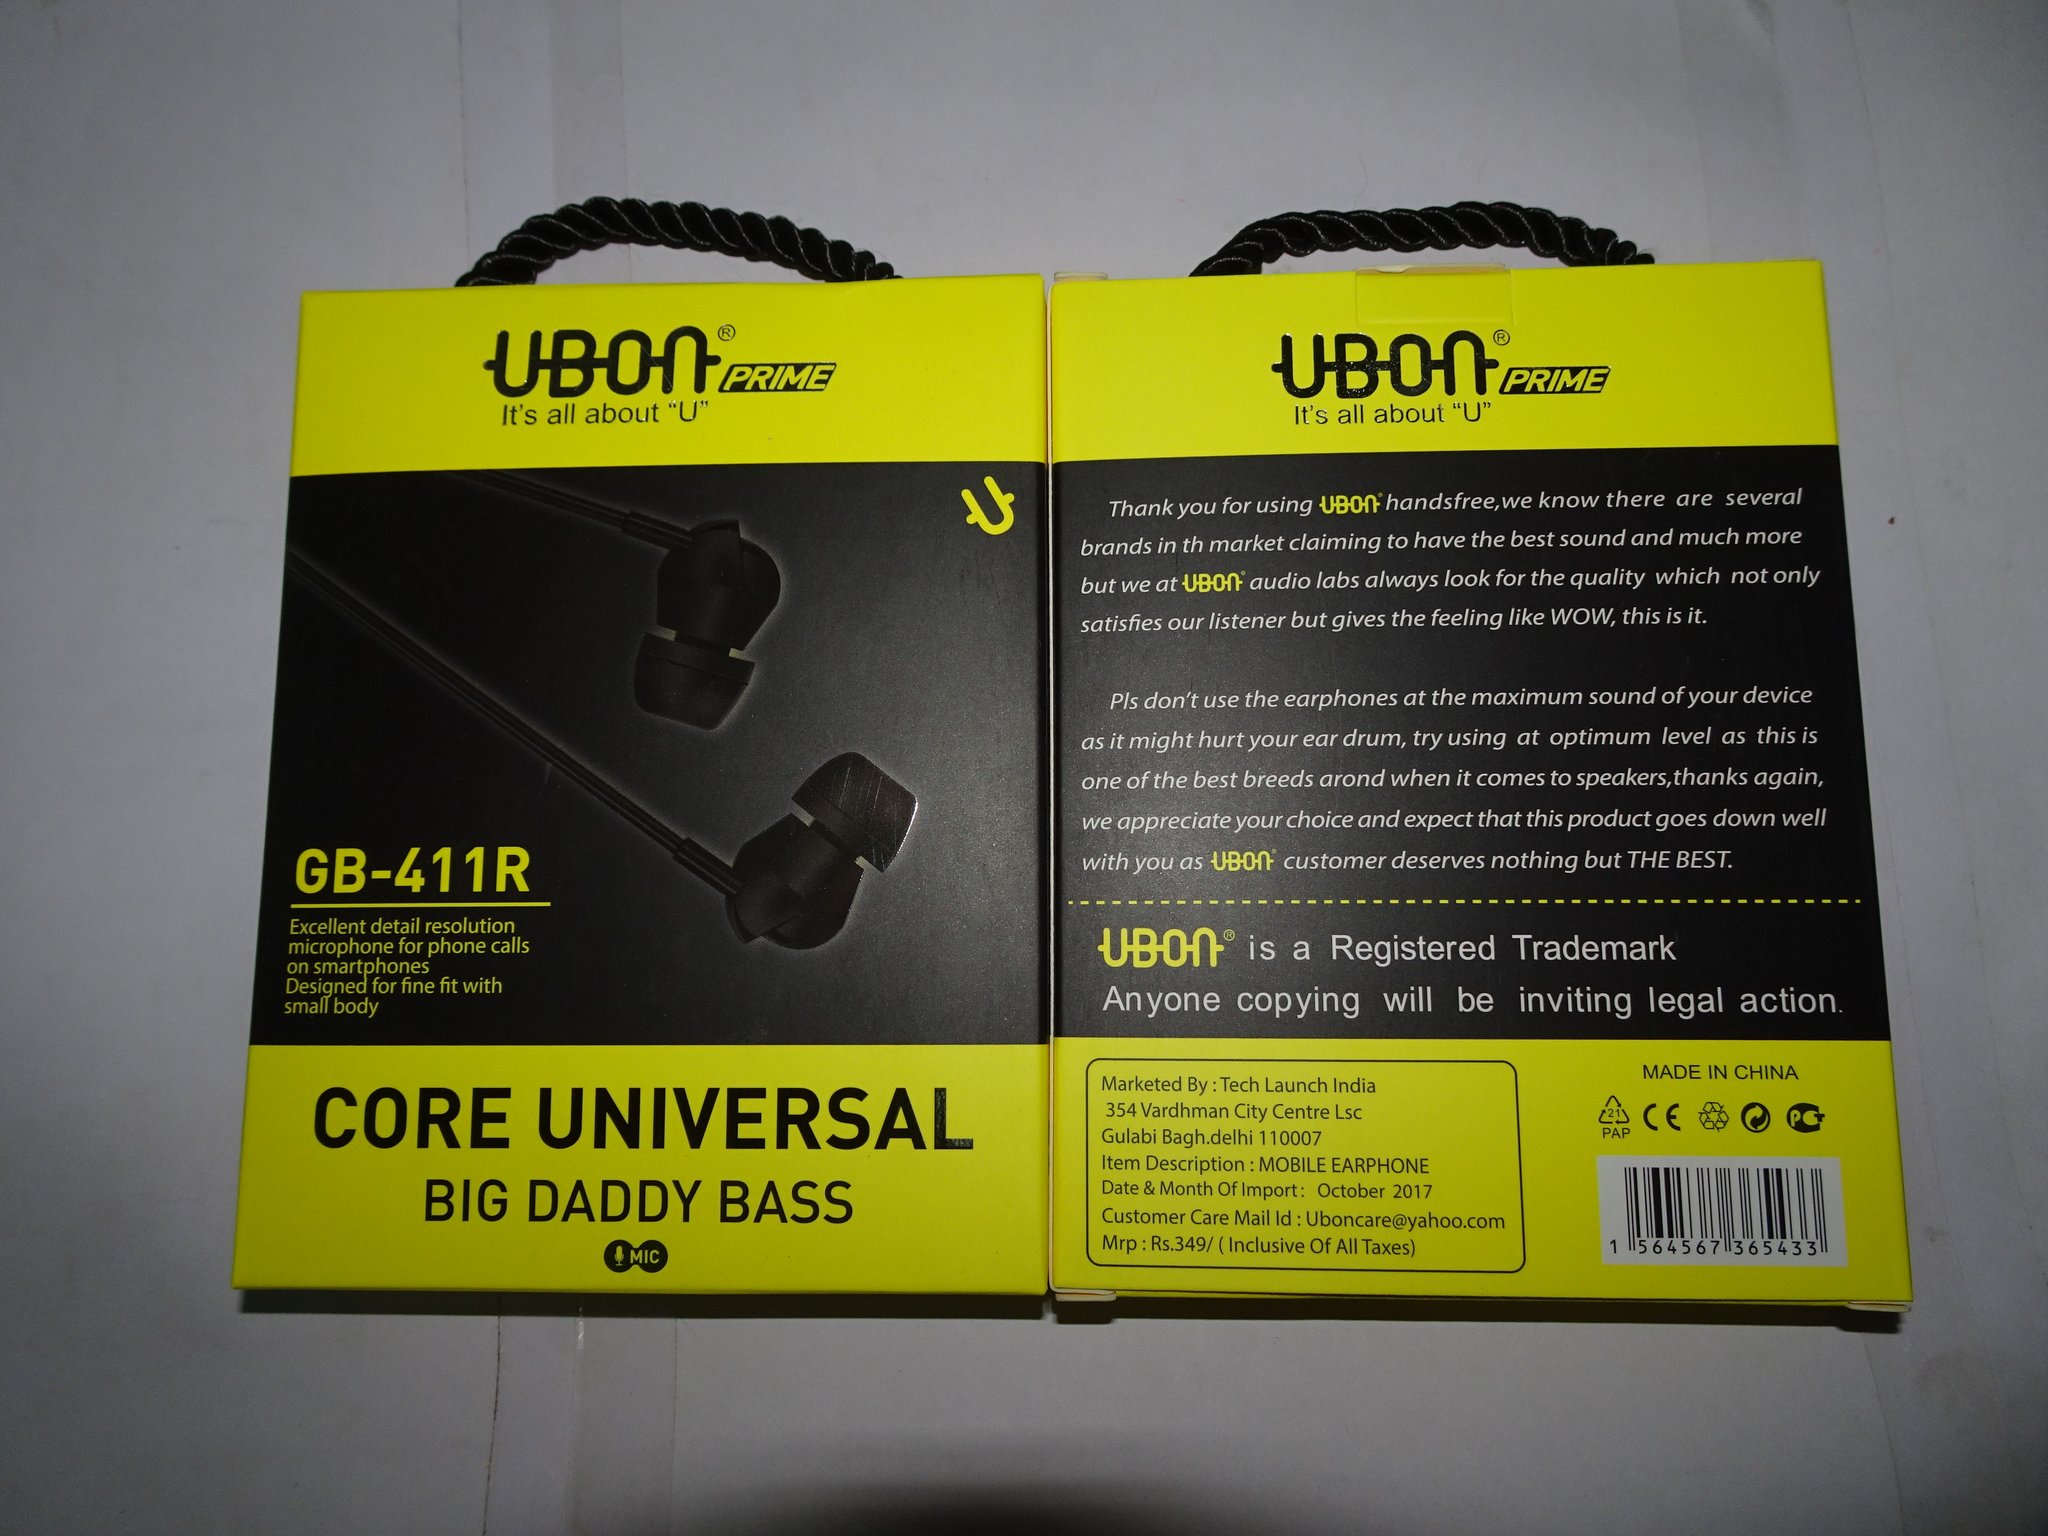 UBON® PRIME
It's all about "U"
U
GB-411R
Excellent detail resolution
microphone for phone calls
on smartphones
Designed for fine fit with
small body
CORE UNIVERSAL
BIG DADDY BASS
MIC
UBON® PRIME
It's all about "U"
Thank you for using UBON® handsfree,we know there are several
brands in th market claiming to have the best sound and much more
but we at UBON® audio labs always look for the quality which not only
satisfies our listener but gives the feeling like WOW, this is it.
Pls don't use the earphones at the maximum sound of your device
as it might hurt your ear drum, try using at optimum level as this is
one of the best breeds arond when it comes to speakers,thanks again,
we appreciate your choice and expect that this product goes down well
with you as UBON® customer deserves nothing but THE BEST.
UBON® is a Registered Trademark
Anyone copying will be inviting legal action.
Marketed By : Tech Launch India
354 Vardhman City Centre Lsc
Gulabi Bagh.delhi 110007
Item Description : MOBILE EARPHONE
Date & Month Of Import : October 2017
Customer Care Mail Id : Uboncare@yahoo.com
Mrp : Rs.349/ ( Inclusive Of All Taxes)
MADE IN CHINA
21
PAP
CE
1 564567 365433